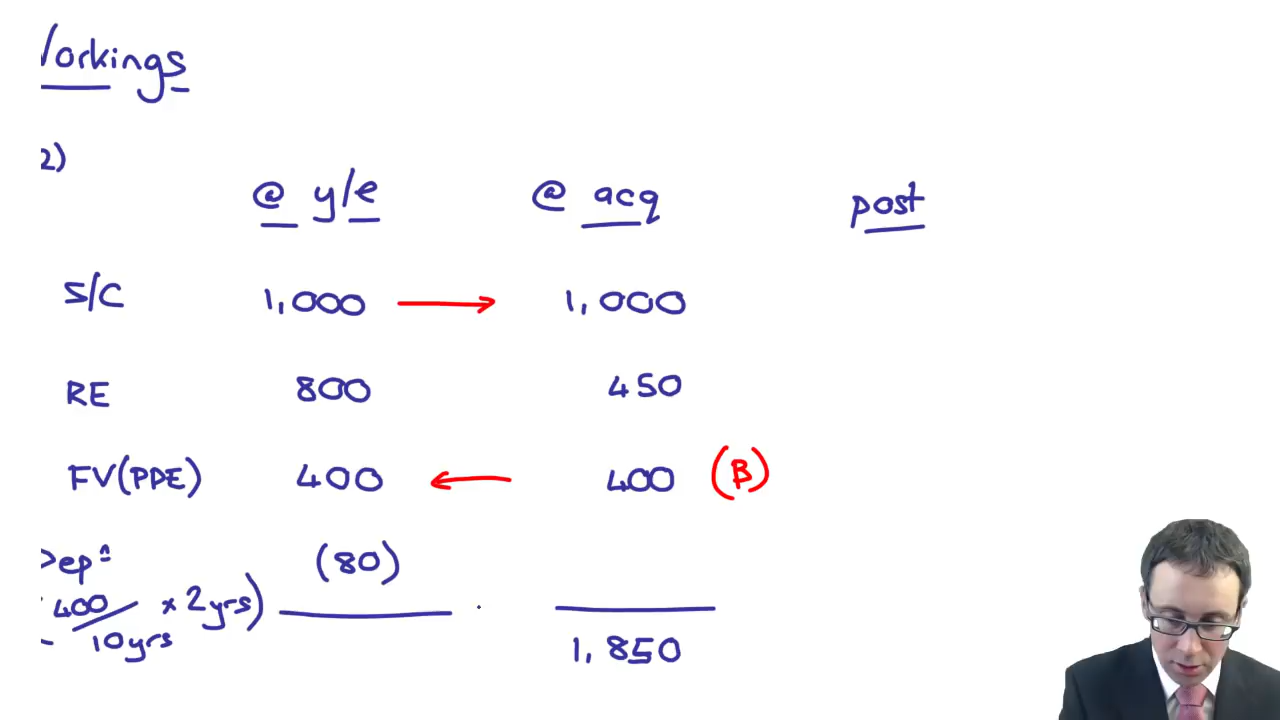 Workings
2)
@ y/e @ acq post
S/C 1,000 1,000
RE 800 450
FV(PPE) 400 400 (B)
Depⁿ (80)
400 × 2yrs)
10yrs
1,850